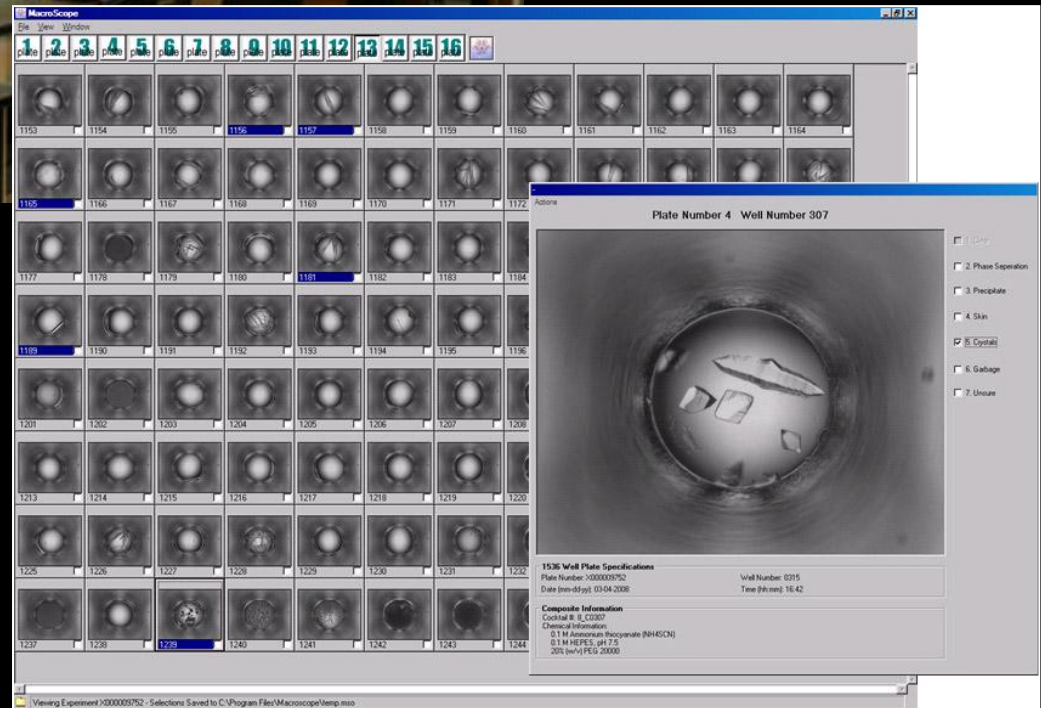 MacroScope
File View Window
1 plate 2 plate 3 plate 4 plate 5 plate 6 plate 7 plate 8 plate 9 plate 10 plate 11 plate 12 plate 13 plate 14 plate 15 plate 16 plate
1153 1154 1155 1156 1157 1158 1159 1160 1161 1162 1163 1164
1165 1166 1167 1168 1169 1170 1171 1172
1177 1178 1179 1180 1181 1182 1183 1184
1189 1190 1191 1192 1193 1194 1195 1196
1201 1202 1203 1204 1205 1206 1207 1208
1213 1214 1215 1216 1217 1218 1219 1220
1225 1226 1227 1228 1229 1230 1231 1232
1237 1238 1239 1240 1241 1242 1243 1244
Viewing Experiment X000009752 - Selections Saved to C:\Program Files\Macroscope\temp.mso
Actions
Plate Number 4 Well Number 307
1. Clear
2. Phase Seperation
3. Precipitate
4. Skin
5. Crystals
6. Garbage
7. Unsure
1536 Well Plate Specifications
Plate Number: X000009752 Well Number: 0315
Date (mm-dd-yy): 03-04-2008 Time (hh:mm): 16:42
Composite Information
Cocktail #: 8_C0307
Chemical Information:
0.1 M Ammonium thiocyanate (NH4SCN)
0.1 M HEPES, pH 7.5
20% (w/v) PEG 20000